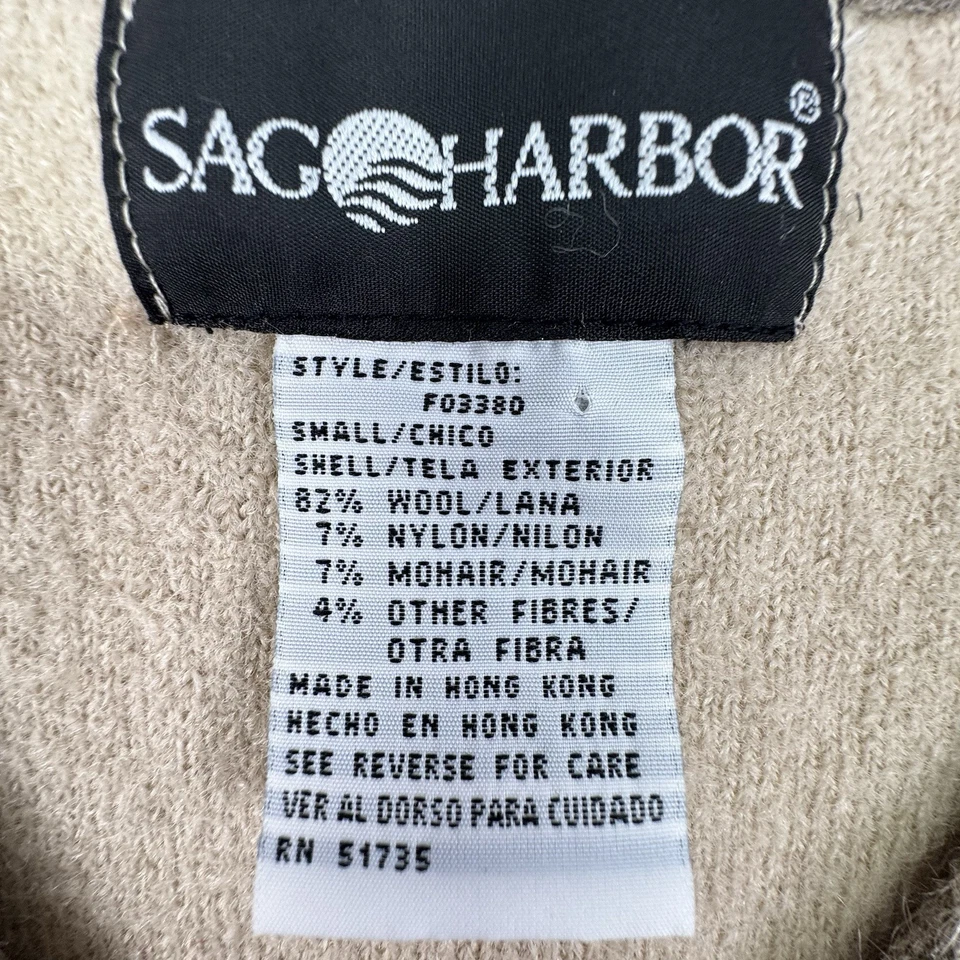 SAG HARBOR®
STYLE/ESTILO:
F03380
SMALL/CHICO
SHELL/TELA EXTERIOR
82% WOOL/LANA
7% NYLON/NILON
7% MOHAIR/MOHAIR
4% OTHER FIBRES/
OTRA FIBRA
MADE IN HONG KONG
HECHO EN HONG KONG
SEE REVERSE FOR CARE
VER AL DORSO PARA CUIDADO
RN 51735